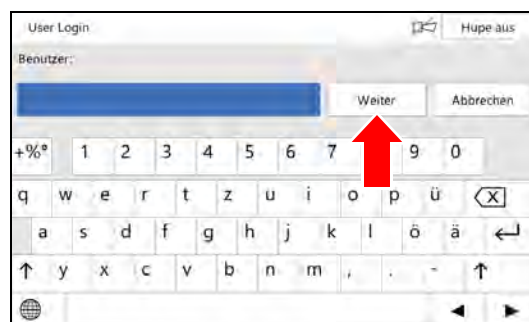 User Login Hupe aus
Benutzer:
Weiter Abbrechen
+%° 1 2 3 4 5 6 7 9 0
q w e r t z u i o p ü
a s d f g h j k l ö ä
y x c v b n m , . -